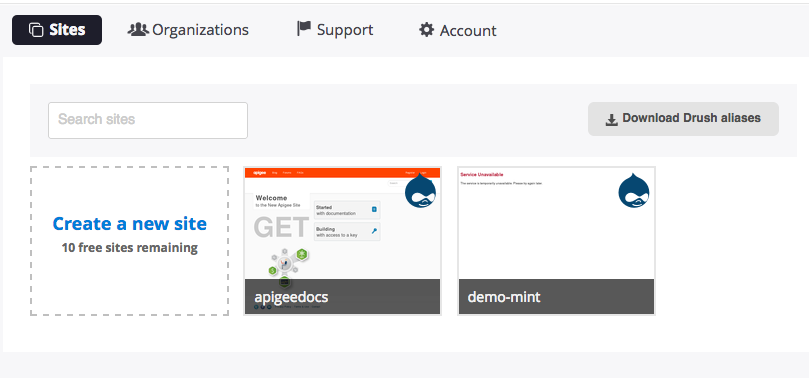 Sites
Organizations
Support
Account
Search sites
Download Drush aliases
Create a new site
10 free sites remaining
apigee
Welcome
in the New Apigee Site
GET
Started
with documentation
Building
with access to a key
apigeedocs
Service Unavailable
The service is temporarily unavailable. Please try again later.
demo-mint